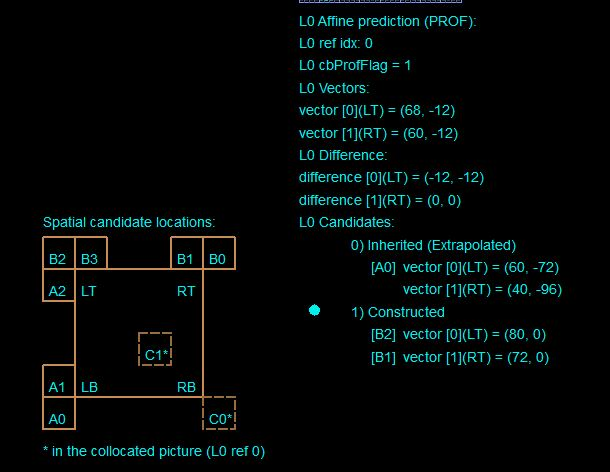 L0 Affine prediction (PROF):
L0 ref idx: 0
L0 cbProfFlag = 1
L0 Vectors:
vector [0](LT) = (68, -12)
vector [1](RT) = (60, -12)
L0 Difference:
difference [0](LT) = (-12, -12)
difference [1](RT) = (0, 0)
L0 Candidates:
0) Inherited (Extrapolated)
[A0] vector [0](LT) = (60, -72)
vector [1](RT) = (40, -96)
1) Constructed
[B2] vector [0](LT) = (80, 0)
[B1] vector [1](RT) = (72, 0)
Spatial candidate locations:
B2 B3 B1 B0
A2 LT RT
C1*
A1 LB RB
A0 C0*
* in the collocated picture (L0 ref 0)